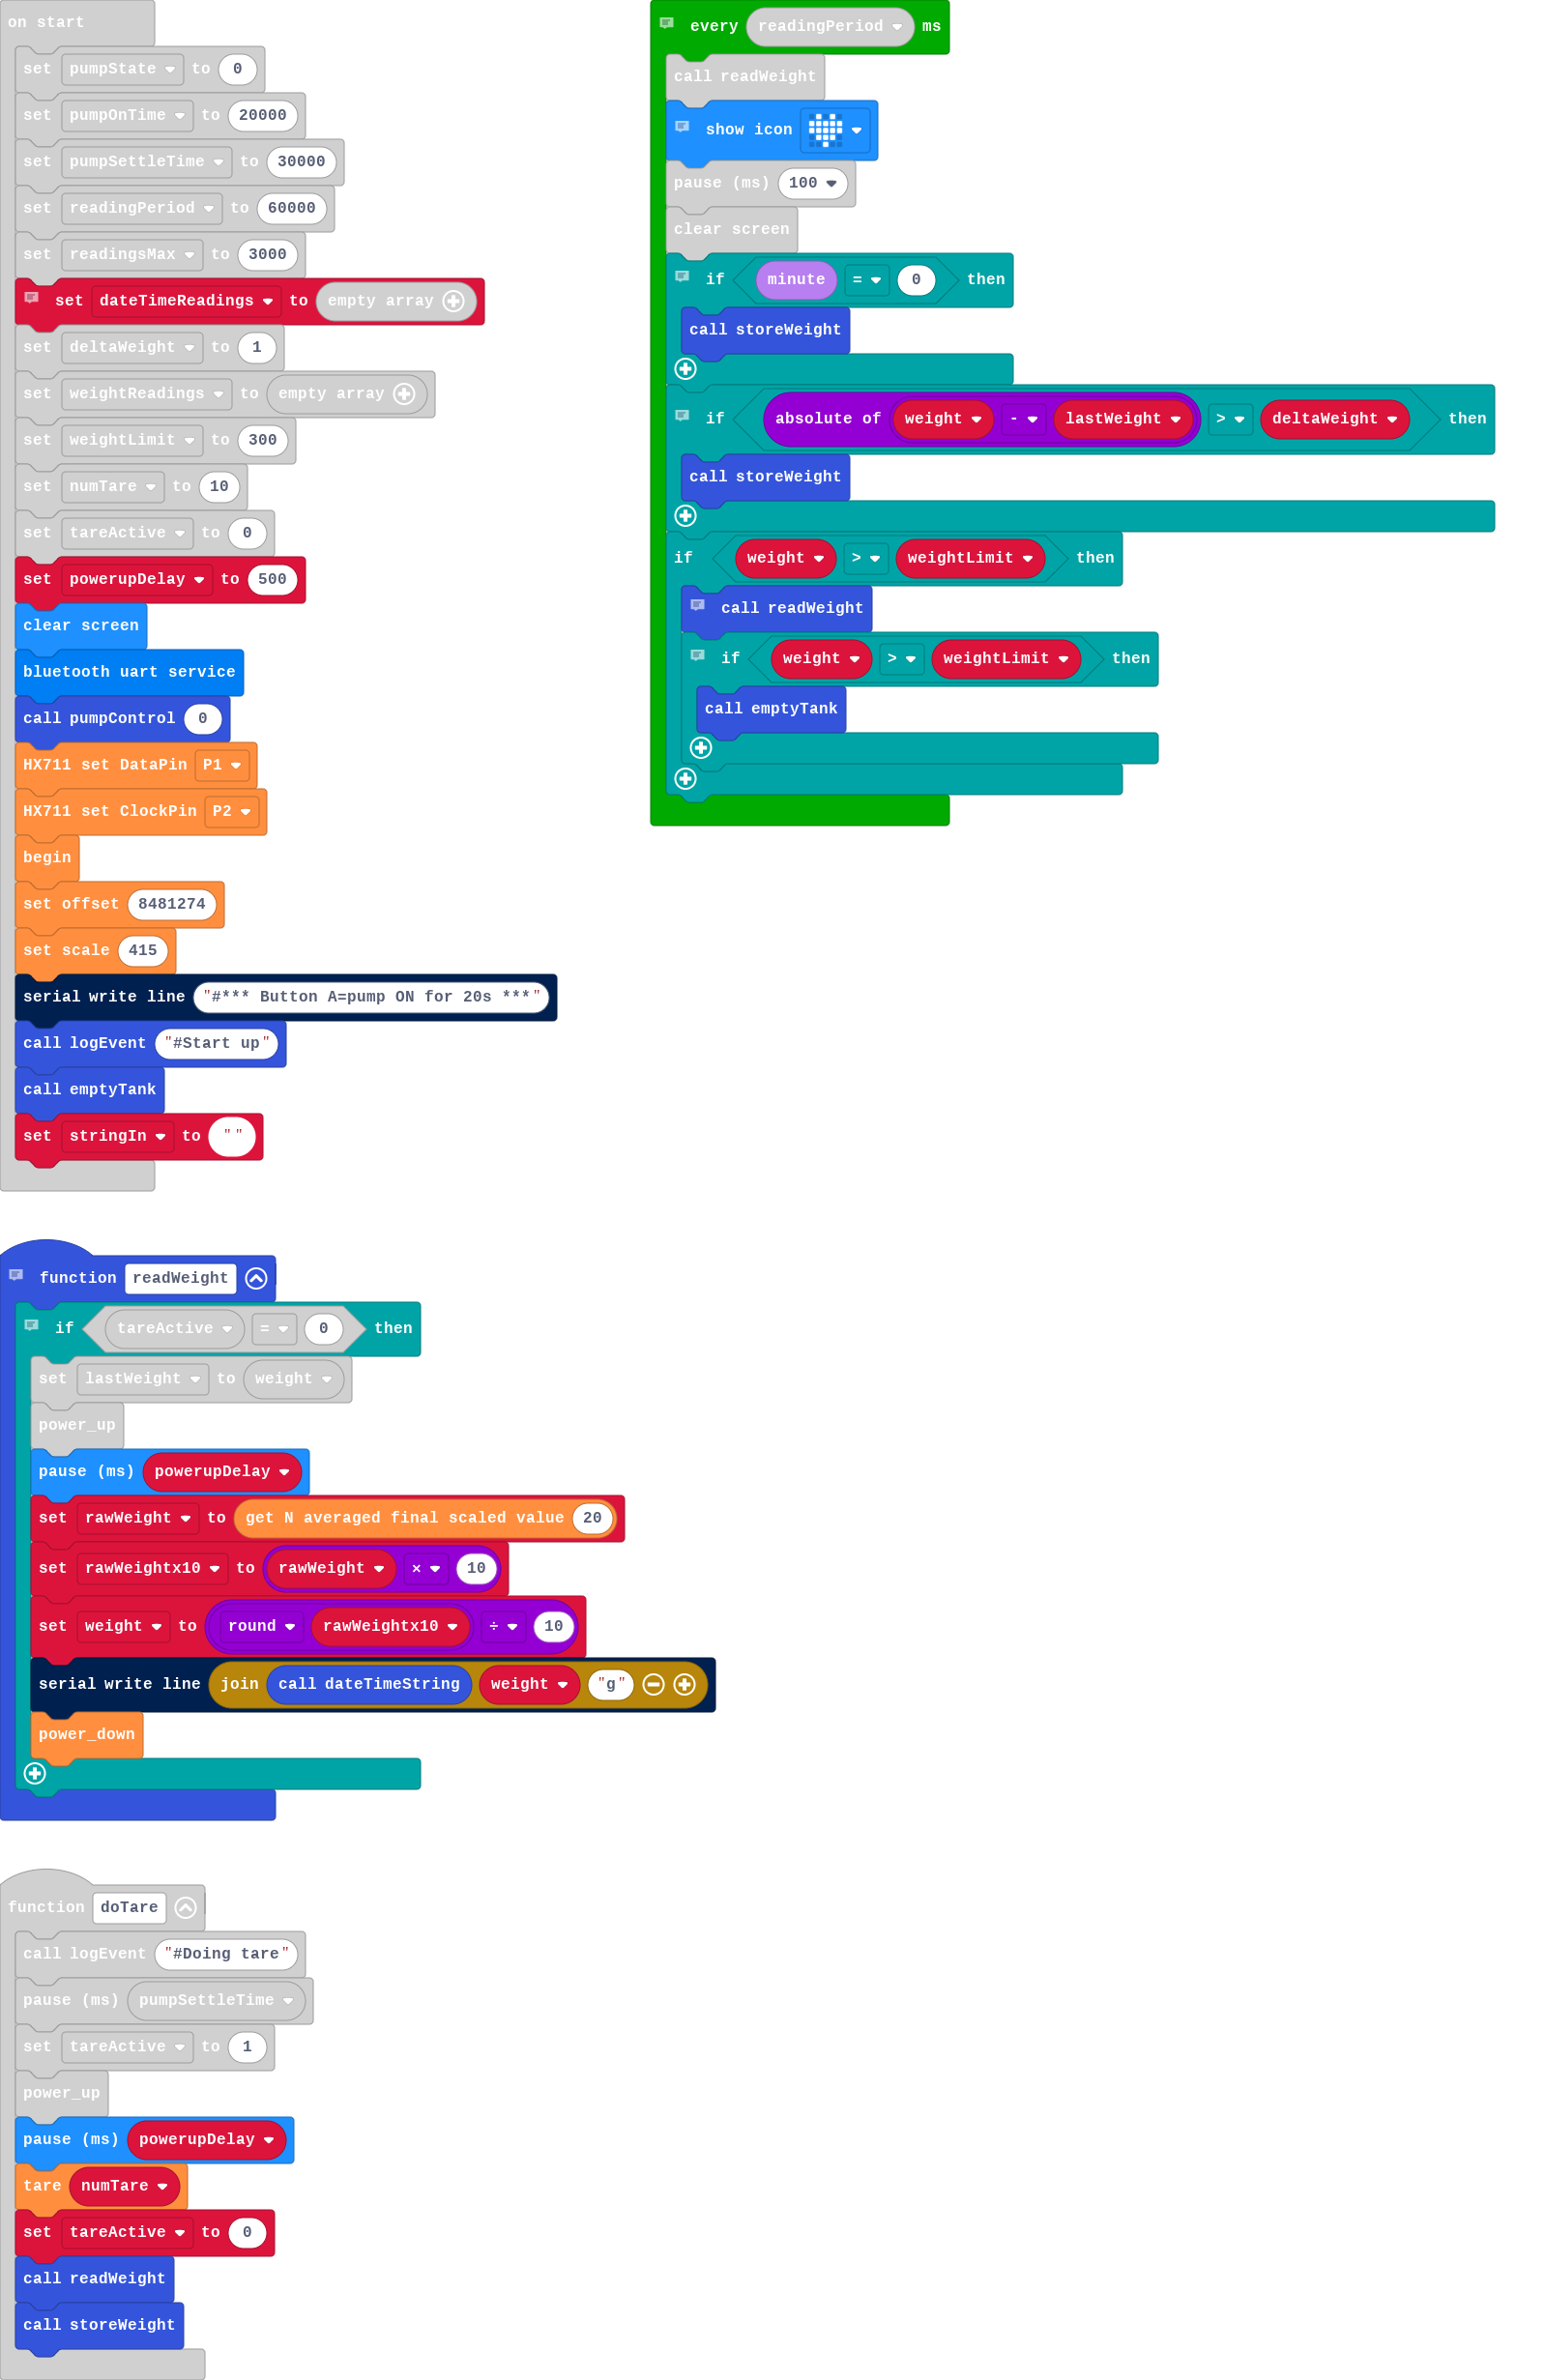 on start
set pumpState to 0
set pumpOnTime to 20000
set pumpSettleTime to 30000
set readingPeriod to 60000
set readingsMax to 3000
set dateTimeReadings to empty array
set deltaWeight to 1
set weightReadings to empty array
set weightLimit to 300
set numTare to 10
set tareActive to 0
set powerupDelay to 500
clear screen
bluetooth uart service
call pumpControl 0
HX711 set DataPin P1
HX711 set ClockPin P2
begin
set offset 8481274
set scale 415
serial write line "#*** Button A=pump ON for 20s ***"
call logEvent "#Start up"
call emptyTank
set stringIn to ""
every readingPeriod ms
call readWeight
show icon
pause (ms) 100
clear screen
if minute = 0 then
call storeWeight
if absolute of weight - lastWeight > deltaWeight then
call storeWeight
if weight > weightLimit then
call readWeight
if weight > weightLimit then
call emptyTank
function readWeight
if tareActive = 0 then
set lastWeight to weight
power_up
pause (ms) powerupDelay
set rawWeight to get N averaged final scaled value 20
set rawWeightx10 to rawWeight × 10
set weight to round rawWeightx10 ÷ 10
serial write line join call dateTimeString weight "g"
power_down
function doTare
call logEvent "#Doing tare"
pause (ms) pumpSettleTime
set tareActive to 1
power_up
pause (ms) powerupDelay
tare numTare
set tareActive to 0
call readWeight
call storeWeight